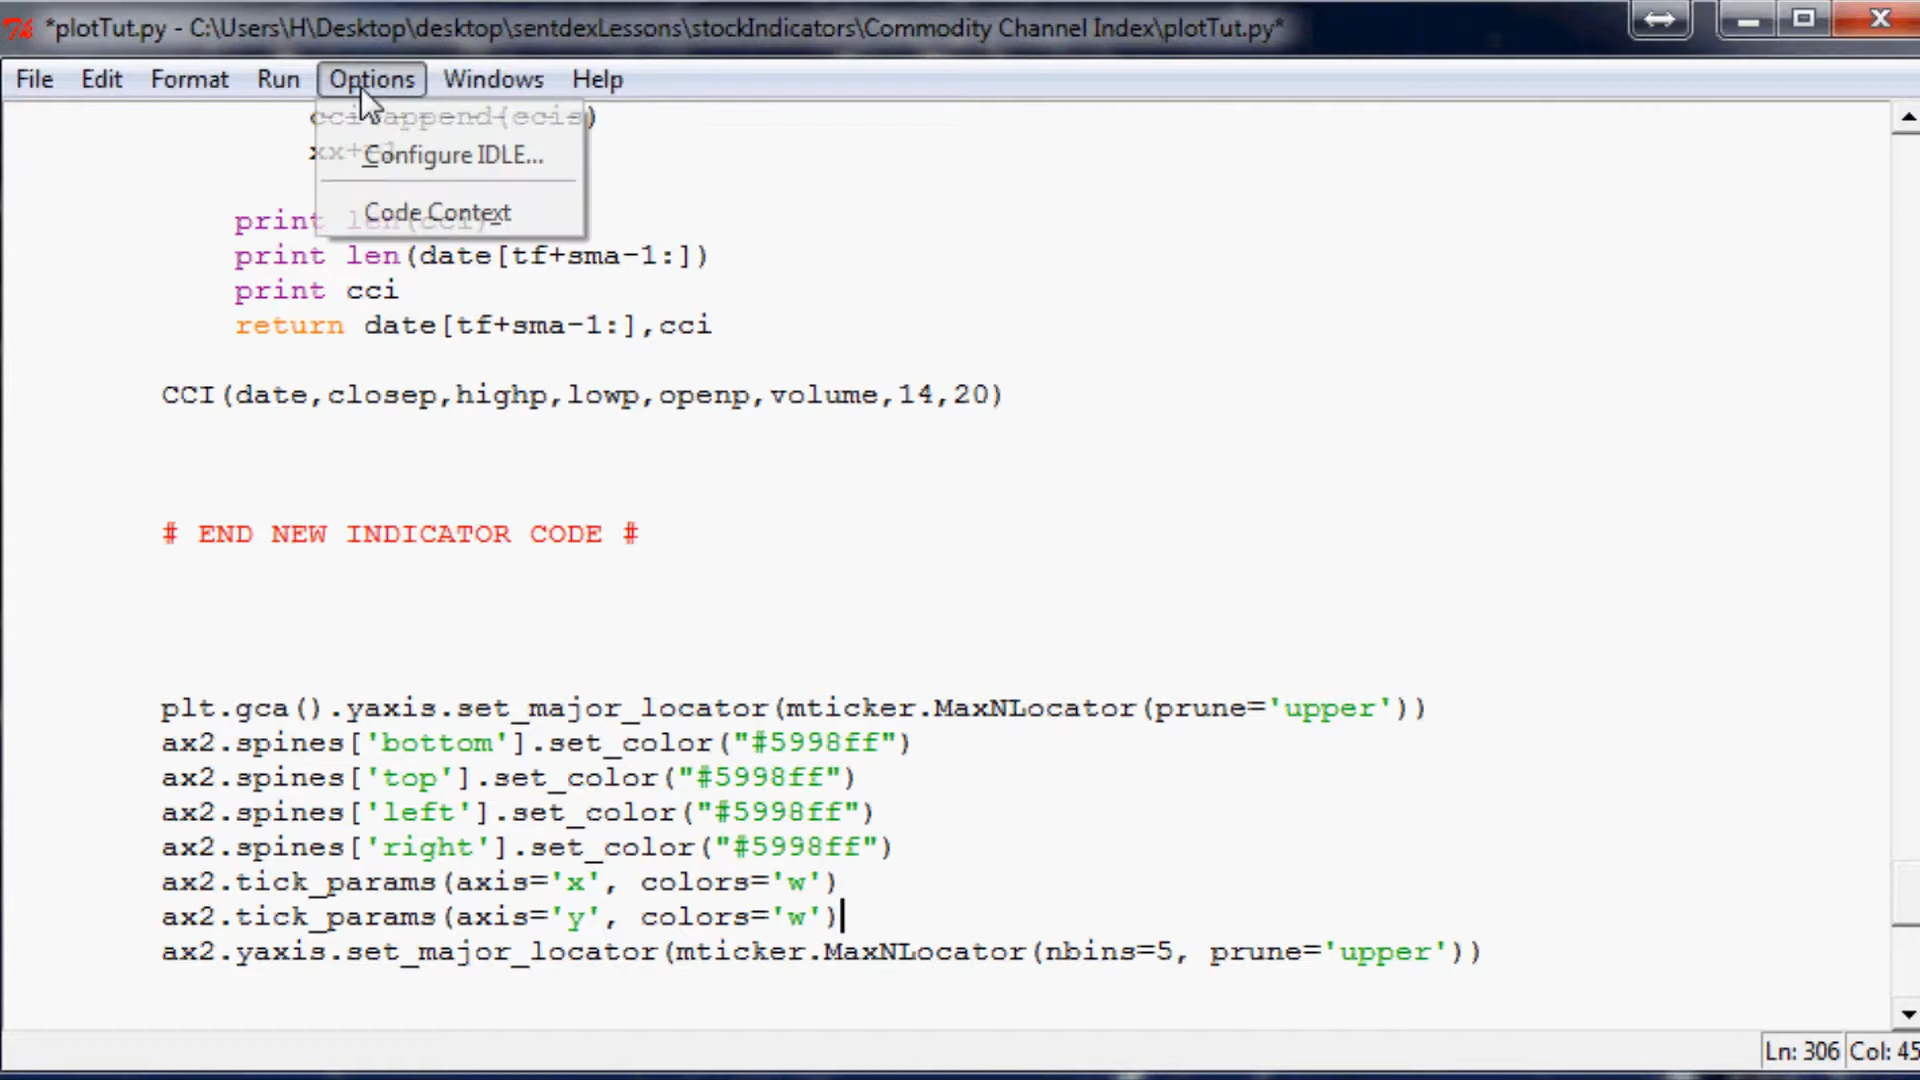 *plotTut.py - C:\Users\H\Desktop\desktop\sentdexLessons\stockIndicators\Commodity Channel Index\plotTut.py*
File Edit Format Run Options Windows Help
cci.append(ccis)
Configure IDLE...
Code Context
print len(cci)
print len(date[tf+sma-1:])
print cci
return date[tf+sma-1:],cci
CCI(date,closep,highp,lowp,openp,volume,14,20)
# END NEW INDICATOR CODE #
plt.gca().yaxis.set_major_locator(mticker.MaxNLocator(prune='upper'))
ax2.spines['bottom'].set_color("#5998ff")
ax2.spines['top'].set_color("#5998ff")
ax2.spines['left'].set_color("#5998ff")
ax2.spines['right'].set_color("#5998ff")
ax2.tick_params(axis='x', colors='w')
ax2.tick_params(axis='y', colors='w')
ax2.yaxis.set_major_locator(mticker.MaxNLocator(nbins=5, prune='upper'))
Ln: 306 Col: 45